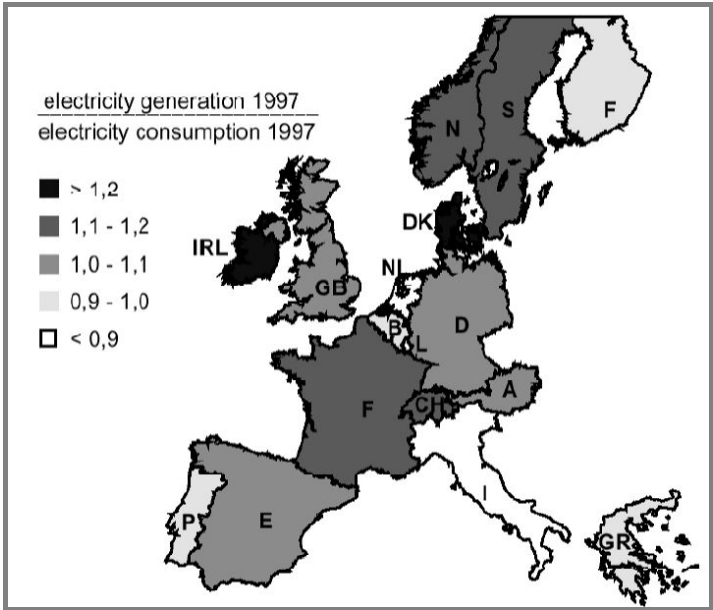 electricity generation 1997
electricity consumption 1997
> 1,2
1,1 - 1,2
1,0 - 1,1
0,9 - 1,0
< 0,9
N
S
F
DK
IRL
GB
NL
B
L
D
A
CH
F
I
P
E
GR